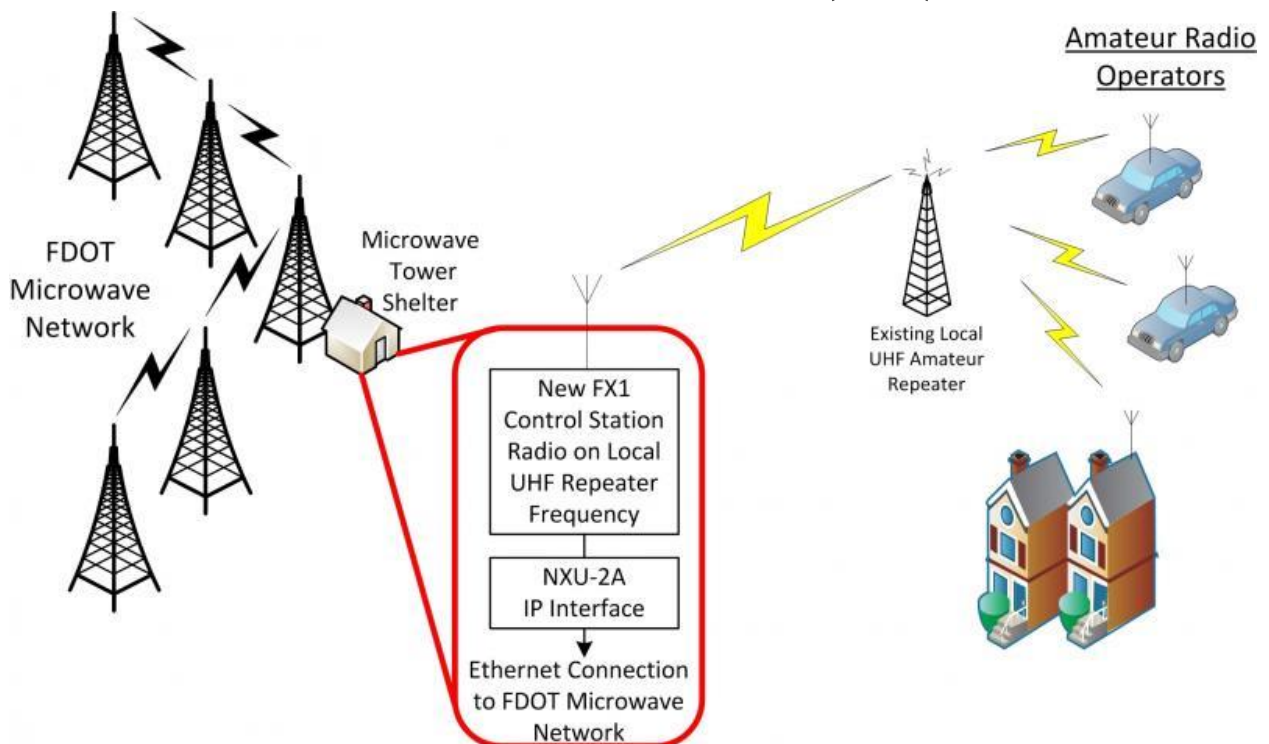 Amateur Radio
Operators
FDOT
Microwave
Network
Microwave
Tower
Shelter
Existing Local
UHF Amateur
Repeater
New FX1
Control Station
Radio on Local
UHF Repeater
Frequency
NXU-2A
IP Interface
Ethernet Connection
to FDOT Microwave
Network